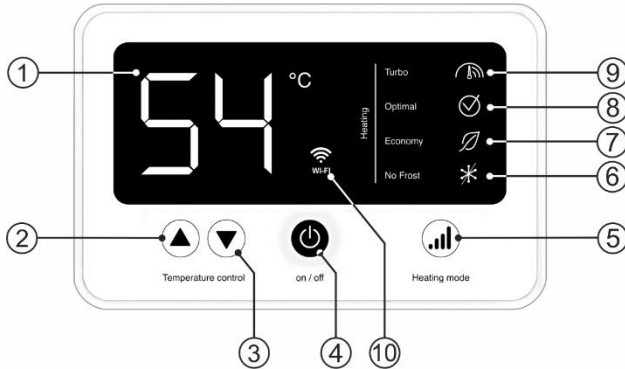 1
54 °C
Heating
Turbo
9
Optimal
8
Economy
7
No Frost
6
WI-FI
2
5
Temperature control
on / off
Heating mode
3
4
10